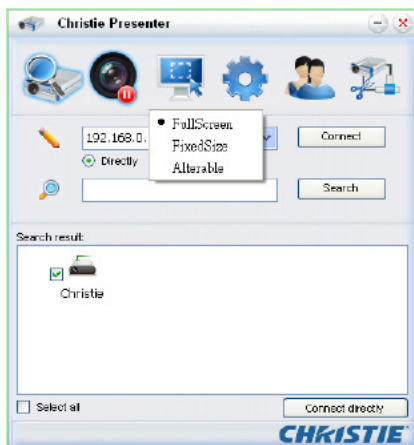 Christie Presenter
FullScreen
FixedSize
Alterable
192.168.0.
Connect
Directly
Search
Search result:
Christie
Select all
Connect directly
CHRISTIE